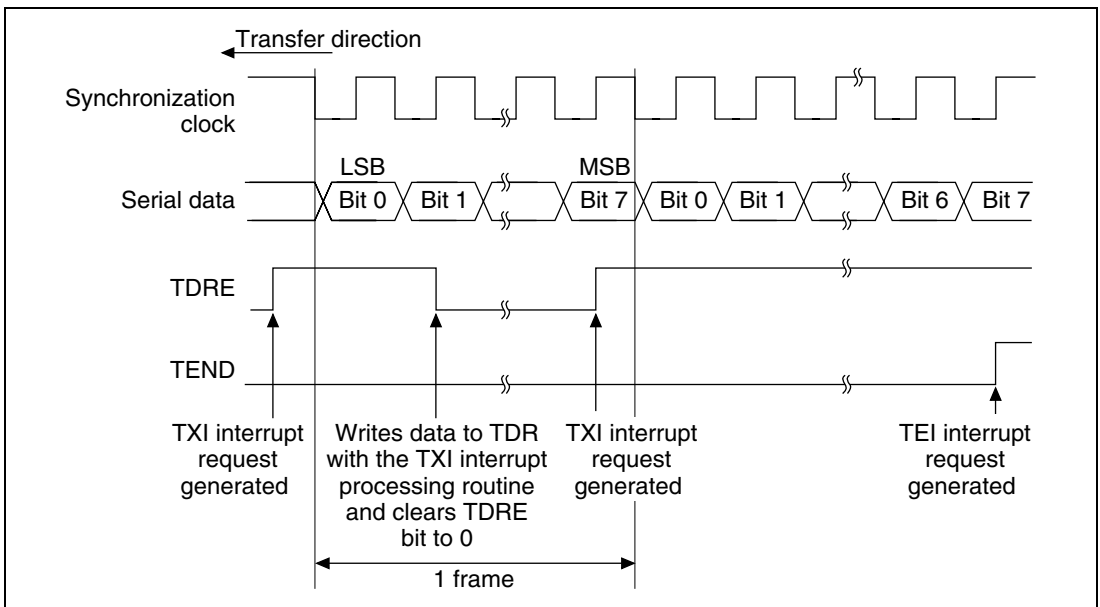 Transfer direction
Synchronization
clock
LSB
MSB
Serial data
Bit 0
Bit 1
Bit 7
Bit 0
Bit 1
Bit 6
Bit 7
TDRE
TEND
TXI interrupt
request
generated
Writes data to TDR
with the TXI interrupt
processing routine
and clears TDRE
bit to 0
TXI interrupt
request
generated
TEI interrupt
request
generated
1 frame